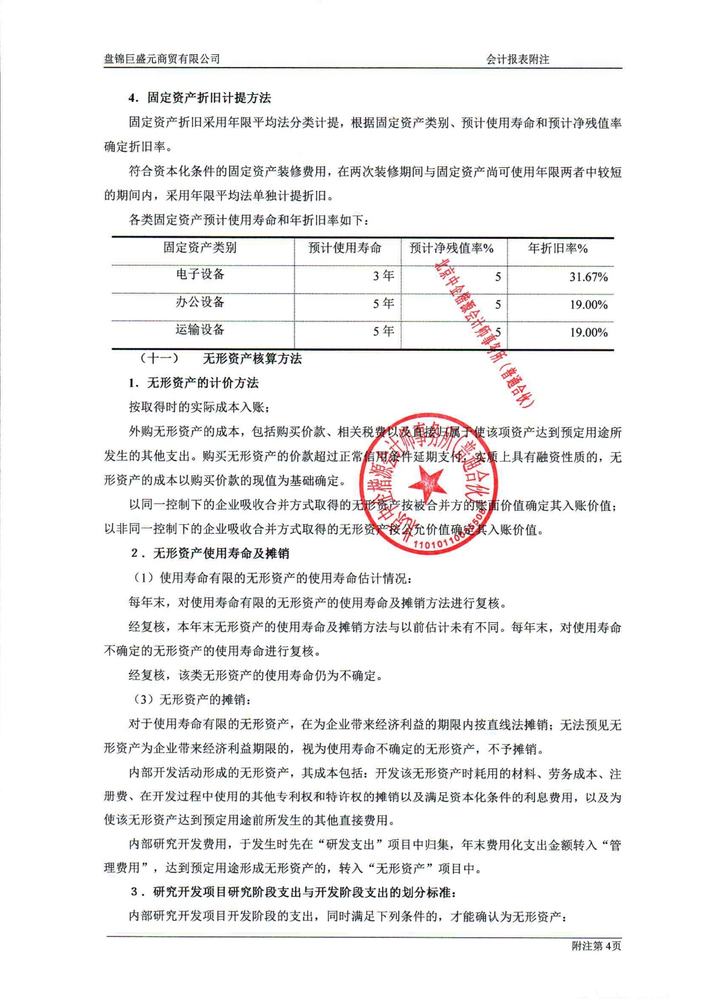 盘锦巨盛元商贸有限公司 会计报表附注
4．固定资产折旧计提方法
固定资产折旧采用年限平均法分类计提，根据固定资产类别、预计使用寿命和预计净残值率
确定折旧率。
符合资本化条件的固定资产装修费用，在两次装修期间与固定资产尚可使用年限两者中较短
的期间内，采用年限平均法单独计提折旧。
各类固定资产预计使用寿命和年折旧率如下：
固定资产类别 预计使用寿命 预计净残值率% 年折旧率%
电子设备 3 年 5 31.67%
办公设备 5 年 5 19.00%
运输设备 5 年 5 19.00%
北京中企楷源会计师事务所（普通合伙）
（十一） 无形资产核算方法
1．无形资产的计价方法
按取得时的实际成本入账；
外购无形资产的成本，包括购买价款、相关税费以及直接归属于使该项资产达到预定用途所
发生的其他支出。购买无形资产的价款超过正常信用条件延期支付，实质上具有融资性质的，无
形资产的成本以购买价款的现值为基础确定。
北京中企楷源会计师事务所（普通合伙）
以同一控制下的企业吸收合并方式取得的无形资产按被合并方的账面价值确定其入账价值；
以非同一控制下的企业吸收合并方式取得的无形资产按公允价值确定其入账价值。
2．无形资产使用寿命及摊销
（1）使用寿命有限的无形资产的使用寿命估计情况：
每年末，对使用寿命有限的无形资产的使用寿命及摊销方法进行复核。
经复核，本年末无形资产的使用寿命及摊销方法与以前估计未有不同。每年末，对使用寿命
不确定的无形资产的使用寿命进行复核。
经复核，该类无形资产的使用寿命仍为不确定。
（3）无形资产的摊销：
对于使用寿命有限的无形资产，在为企业带来经济利益的期限内按直线法摊销；无法预见无
形资产为企业带来经济利益期限的，视为使用寿命不确定的无形资产，不予摊销。
内部开发活动形成的无形资产，其成本包括：开发该无形资产时耗用的材料、劳务成本、注
册费、在开发过程中使用的其他专利权和特许权的摊销以及满足资本化条件的利息费用，以及为
使该无形资产达到预定用途前所发生的其他直接费用。
内部研究开发费用，于发生时先在“研发支出”项目中归集，年末费用化支出金额转入“管
理费用”，达到预定用途形成无形资产的，转入“无形资产”项目中。
3．研究开发项目研究阶段支出与开发阶段支出的划分标准：
内部研究开发项目开发阶段的支出，同时满足下列条件的，才能确认为无形资产：
附注第 4页